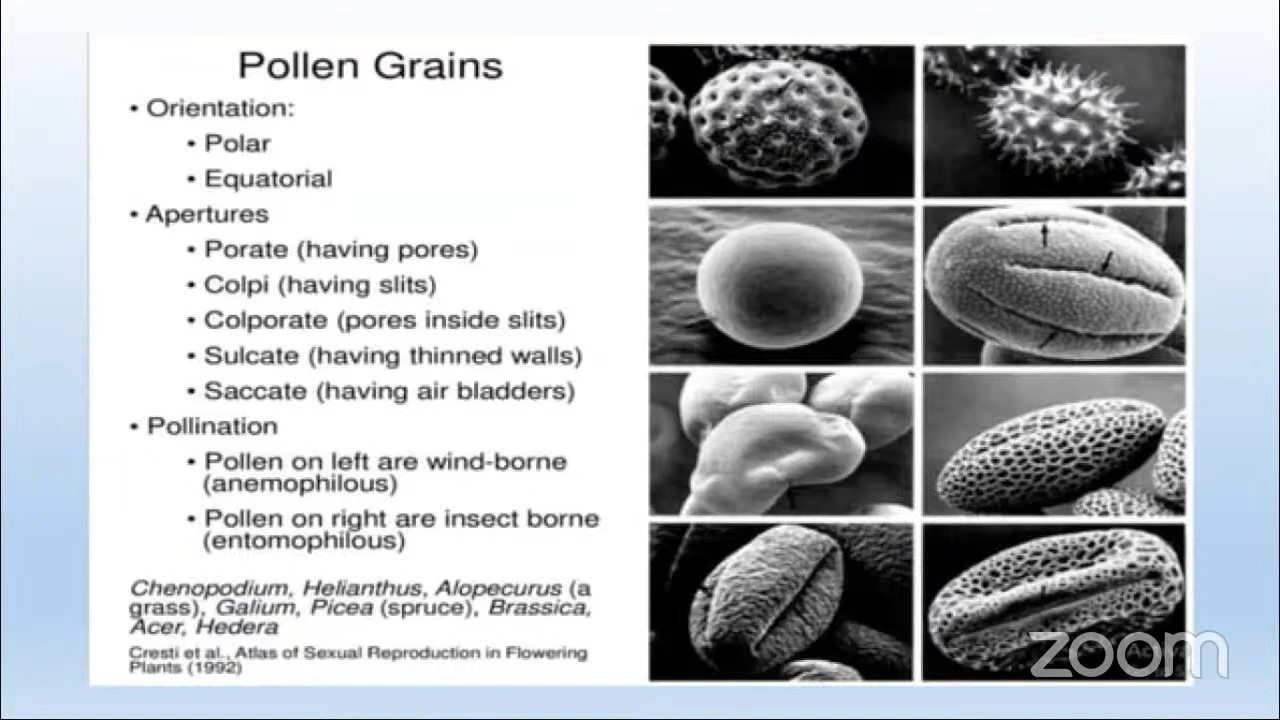 Pollen Grains
• Orientation:
• Polar
• Equatorial
• Apertures
• Porate (having pores)
• Colpi (having slits)
• Colporate (pores inside slits)
• Sulcate (having thinned walls)
• Saccate (having air bladders)
• Pollination
• Pollen on left are wind-borne
(anemophilous)
• Pollen on right are insect borne
(entomophilous)
Chenopodium, Helianthus, Alopecurus (a
grass), Galium, Picea (spruce), Brassica,
Acer, Hedera
Cresti et al., Atlas of Sexual Reproduction in Flowering
Plants (1992)
zoom